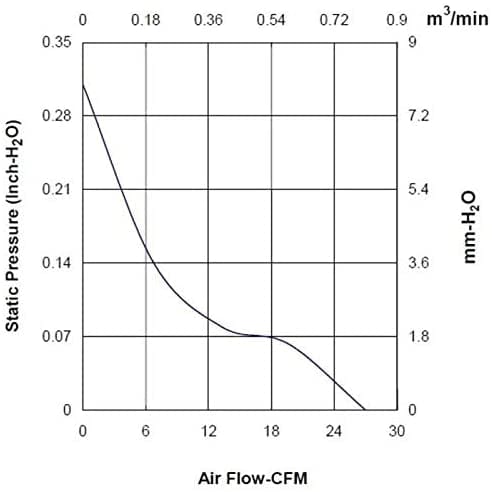 0 0.18 0.36 0.54 0.72 0.9 m³/min
0.35 9
0.28 7.2
0.21 5.4
0.14 3.6
0.07 1.8
0 0
0 6 12 18 24 30
Air Flow-CFM
Static Pressure (Inch-H₂O)
mm-H₂O